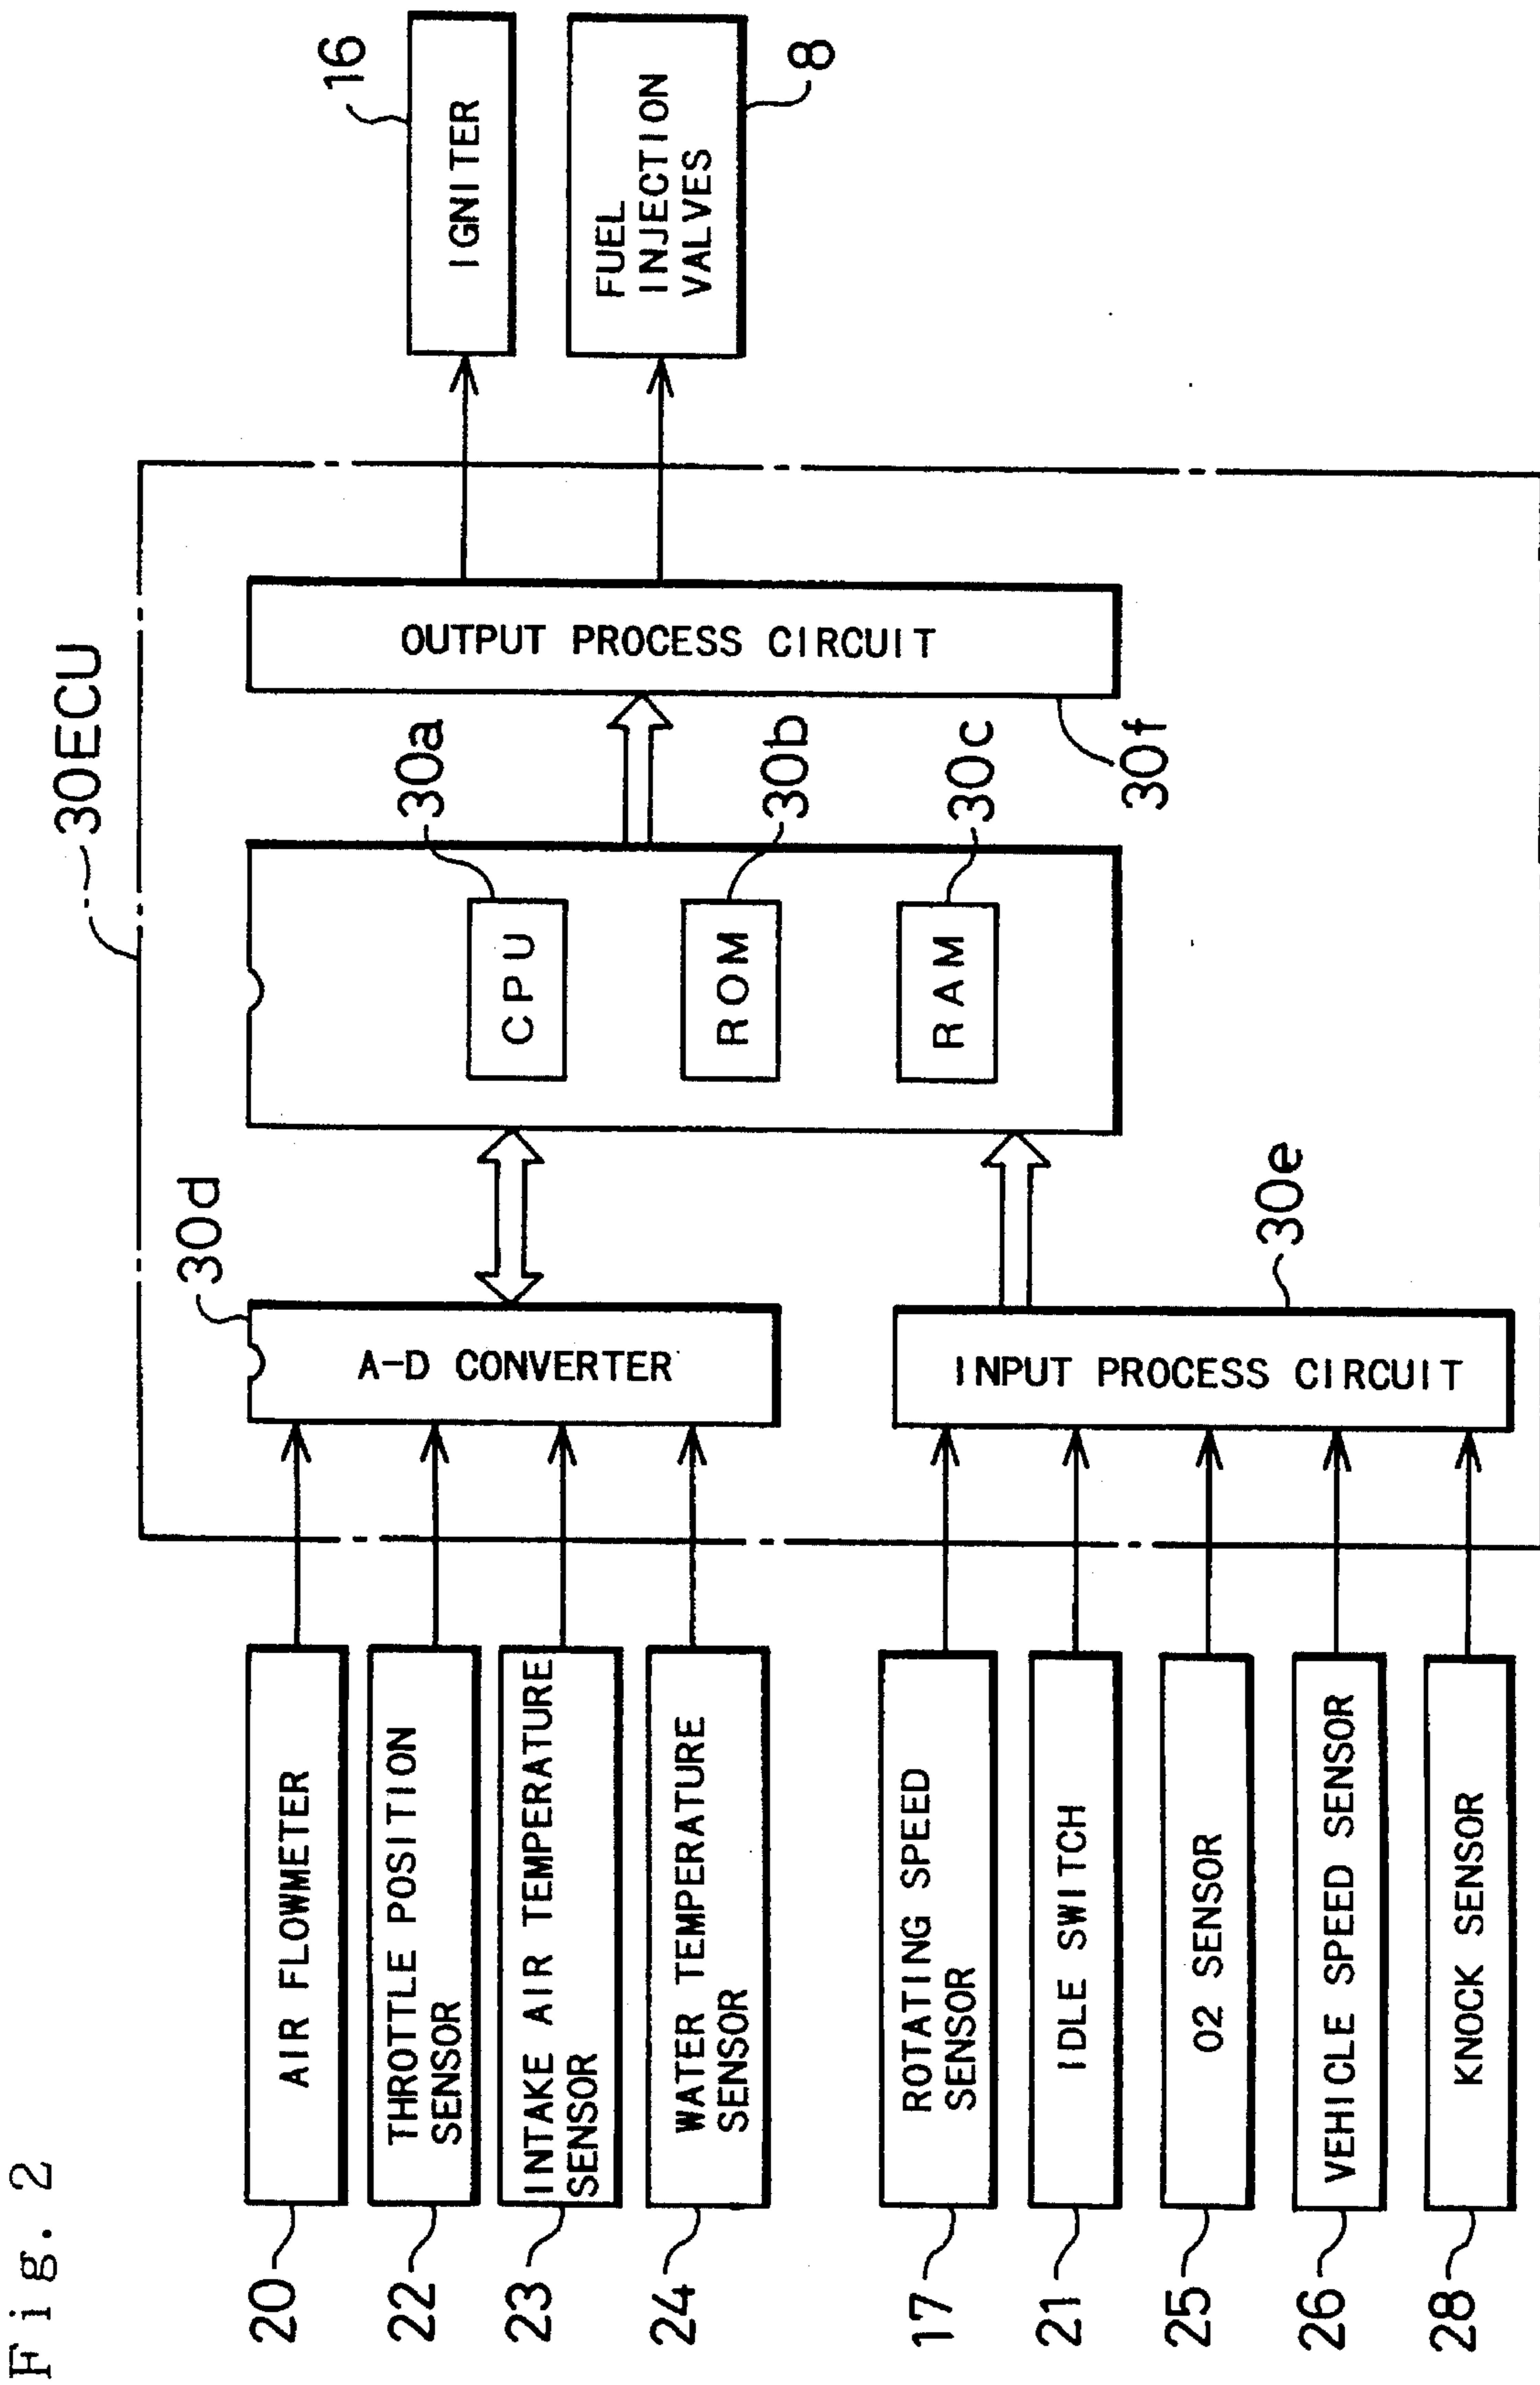 Fig. 2
30ECU
20
AIR FLOWMETER
22
THROTTLE POSITION
SENSOR
23
INTAKE AIR TEMPERATURE
SENSOR
24
WATER TEMPERATURE
SENSOR
17
ROTATING SPEED
SENSOR
21
IDLE SWITCH
25
O2 SENSOR
26
VEHICLE SPEED SENSOR
28
KNOCK SENSOR
30d
A-D CONVERTER
INPUT PROCESS CIRCUIT
30e
CPU
30a
ROM
30b
RAM
30c
OUTPUT PROCESS CIRCUIT
30f
16
IGNITER
FUEL
INJECTION
VALVES
8